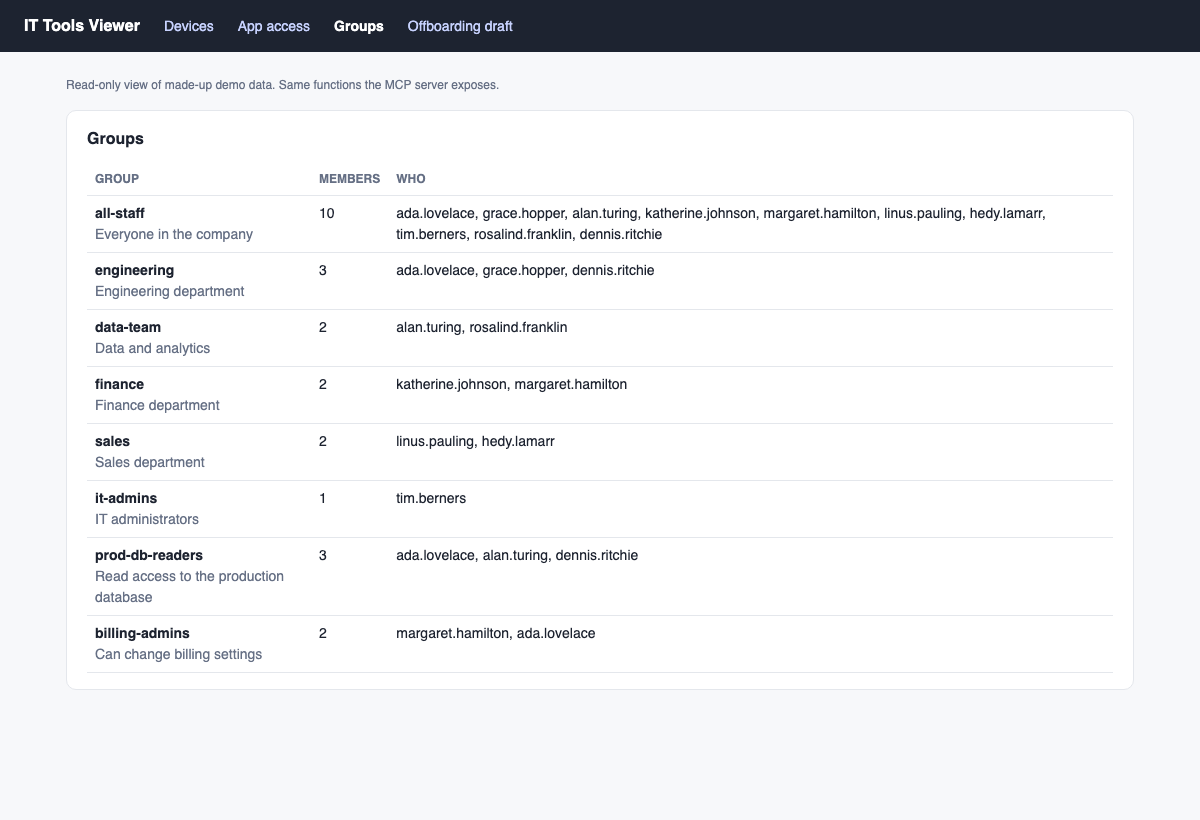 IT Tools Viewer Devices App access Groups Offboarding draft
Read-only view of made-up demo data. Same functions the MCP server exposes.
Groups
GROUP MEMBERS WHO
all-staff 10 ada.lovelace, grace.hopper, alan.turing, katherine.johnson, margaret.hamilton, linus.pauling, hedy.lamarr,
Everyone in the company tim.berners, rosalind.franklin, dennis.ritchie
engineering 3 ada.lovelace, grace.hopper, dennis.ritchie
Engineering department
data-team 2 alan.turing, rosalind.franklin
Data and analytics
finance 2 katherine.johnson, margaret.hamilton
Finance department
sales 2 linus.pauling, hedy.lamarr
Sales department
it-admins 1 tim.berners
IT administrators
prod-db-readers 3 ada.lovelace, alan.turing, dennis.ritchie
Read access to the production
database
billing-admins 2 margaret.hamilton, ada.lovelace
Can change billing settings